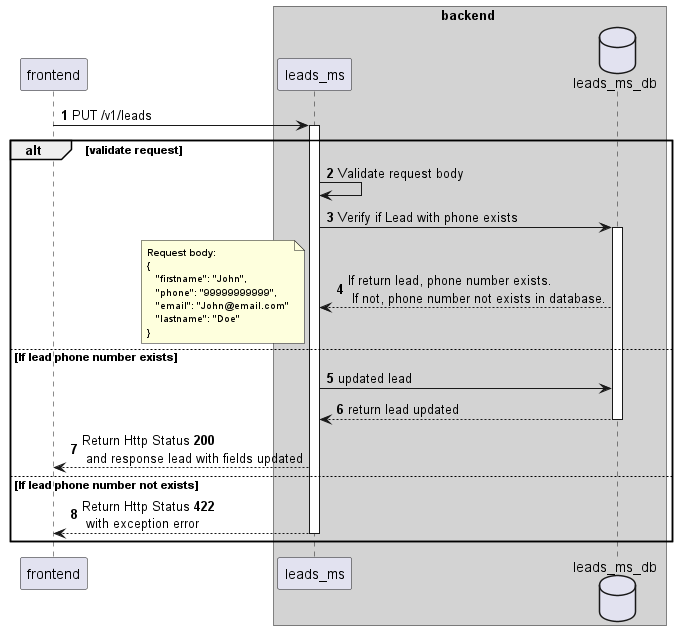 backend
frontend
leads_ms
leads_ms_db
1 PUT /v1/leads
alt
[validate request]
2 Validate request body
3 Verify if Lead with phone exists
Request body:
{
"firstname": "John",
"phone": "99999999999",
"email": "John@email.com"
"lastname": "Doe"
}
4 If return lead, phone number exists.
If not, phone number not exists in database.
[If lead phone number exists]
5 updated lead
6 return lead updated
7 Return Http Status 200
and response lead with fields updated
[If lead phone number not exists]
8 Return Http Status 422
with exception error
frontend
leads_ms
leads_ms_db